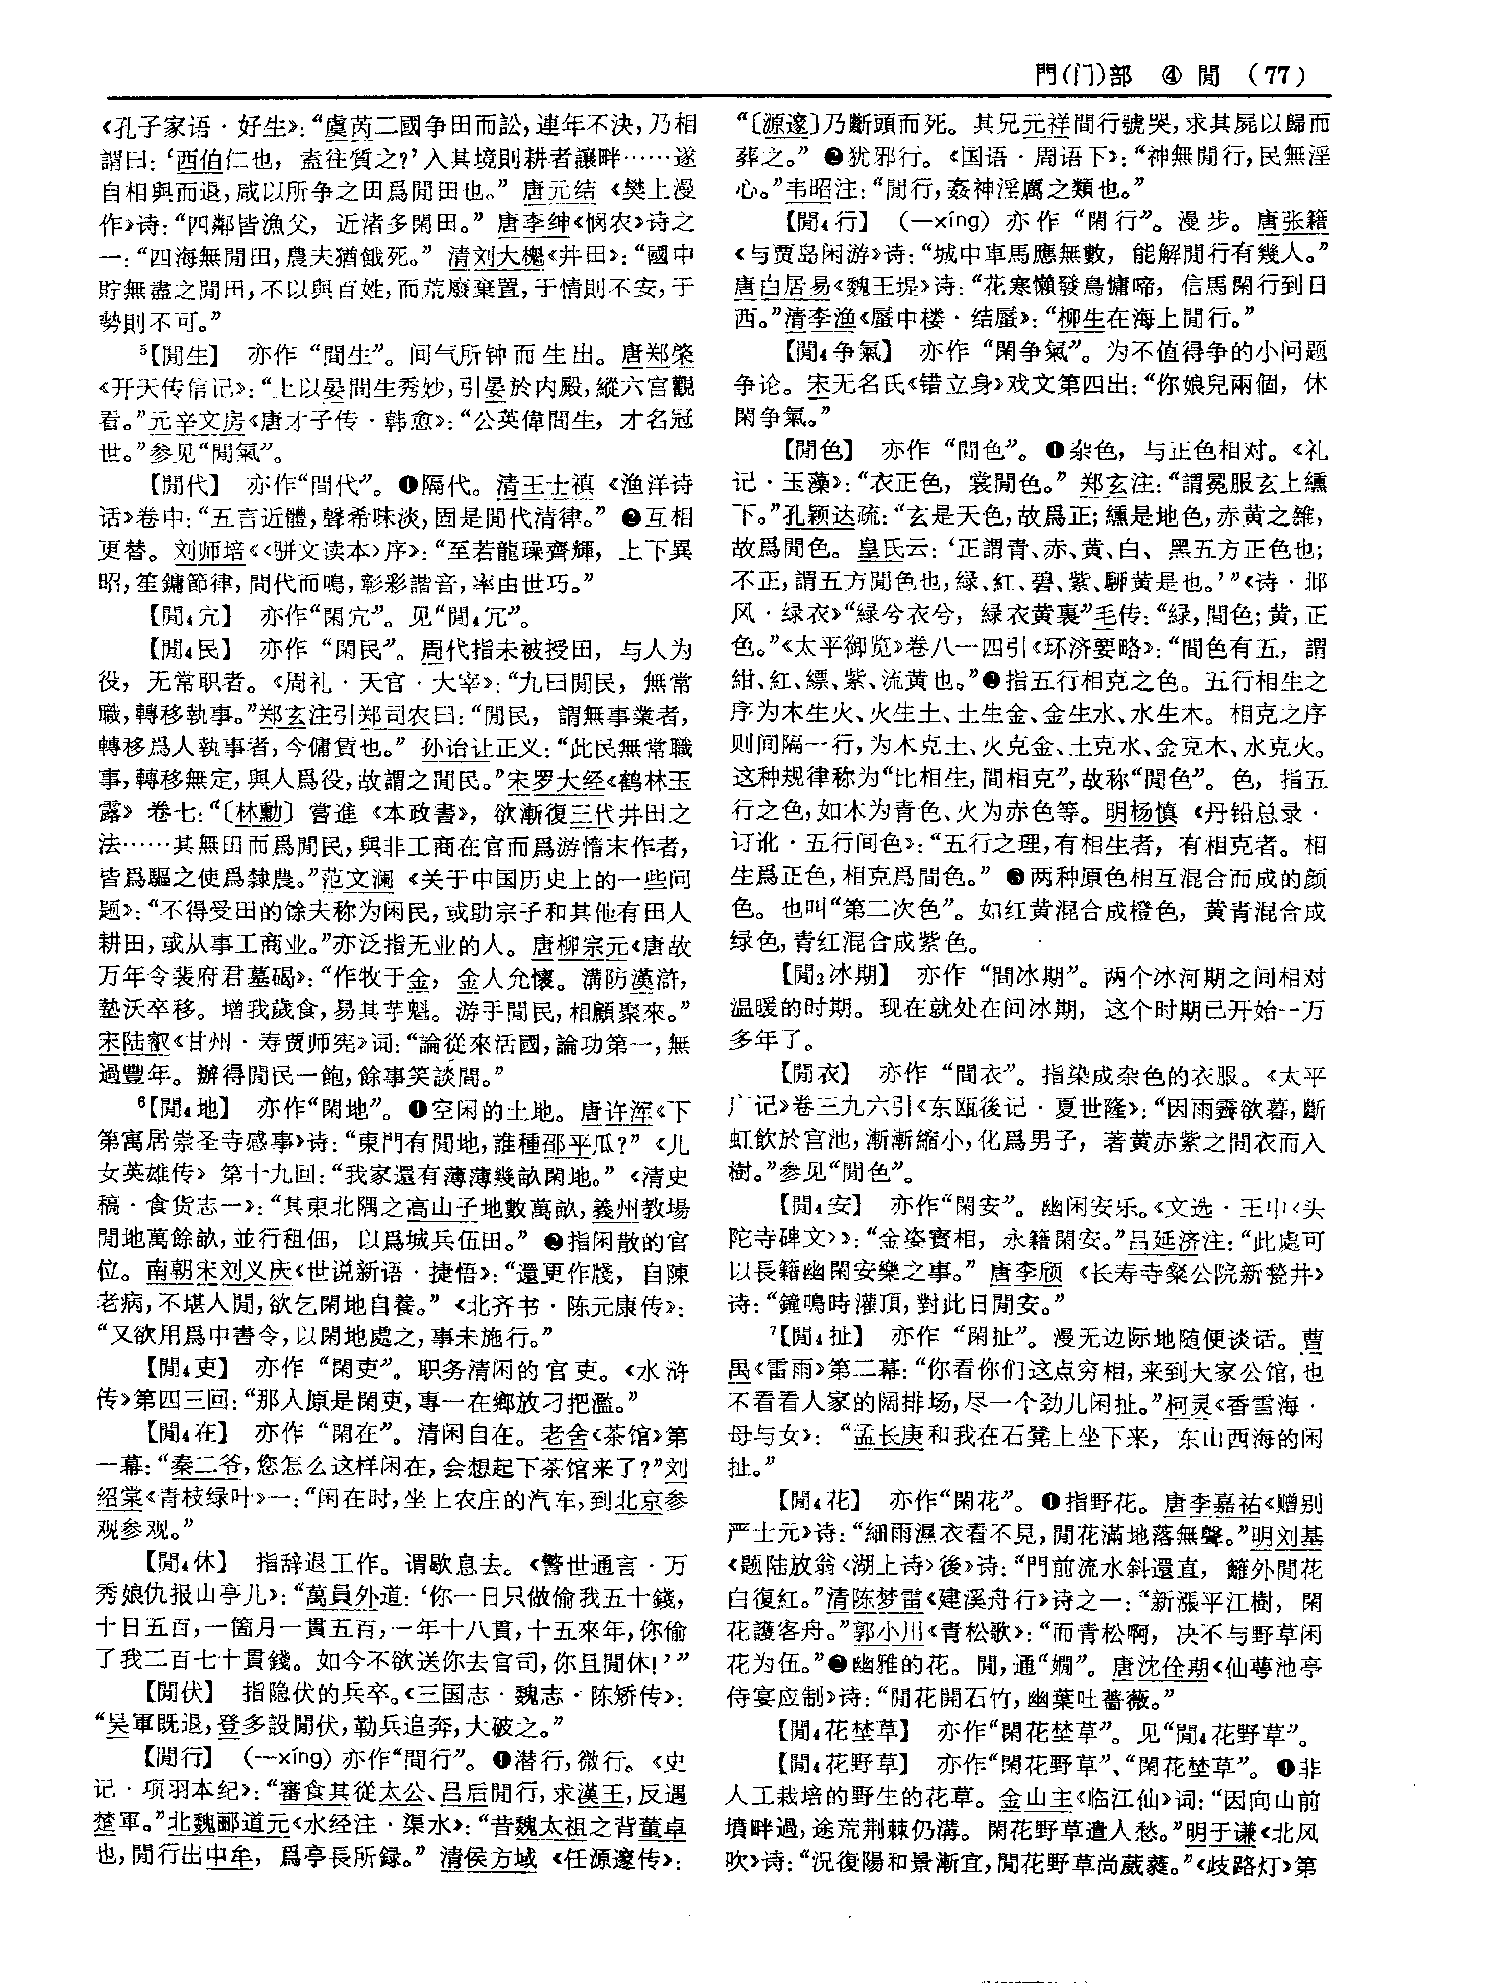 門(门)部　④ 閒　(77)
《孔子家语·好生》：“虞芮二國争田而訟，連年不決，乃相
謂曰：‘西伯仁也，盍往質之？’入其境則耕者讓畔……遂
自相與而退，咸以所争之田爲閒田也。”唐元结《樊上漫
作》诗：“四鄰皆漁父，近渚多閑田。”唐李绅《悯农》诗之
一：“四海無閒田，農夫猶餓死。”清刘大櫆《井田》：“國中
貯無盡之閒田，不以與百姓，而荒廢棄置，于情則不安，于
勢則不可。”
⁵【閒生】　亦作“間生”。间气所钟而生出。唐郑綮
《开天传信记》：“上以晏間生秀妙，引晏於内殿，縱六宫觀
看。”元辛文房《唐才子传·韩愈》：“公英偉間生，才名冠
世。”参见“閒氣”。
【閒代】　亦作“間代”。❶隔代。清王士禛《渔洋诗
话》卷中：“五言近體，聲希味淡，固是閒代清律。”❷互相
更替。刘师培《〈骈文读本〉序》：“至若龍璪齊輝，上下異
昭，笙鏞節律，間代而鳴，彰彩諧音，率由世巧。”
【閒₄宂】　亦作“閑宂”。见“閒₄冗”。
【閒₄民】　亦作“閑民”。周代指未被授田，与人为
役，无常职者。《周礼·天官·大宰》：“九曰閒民，無常
職，轉移執事。”郑玄注引郑司农曰：“閒民，謂無事業者，
轉移爲人執事者，今傭賃也。”孙诒让正义：“此民無常職
事，轉移無定，與人爲役，故謂之閒民。”宋罗大经《鹤林玉
露》卷七：“〔林勳〕嘗進《本政書》，欲漸復三代井田之
法……其無田而爲閒民，與非工商在官而爲游惰末作者，
皆爲驅之使爲隸農。”范文澜《关于中国历史上的一些问
题》：“不得受田的馀夫称为闲民，或助宗子和其他有田人
耕田，或从事工商业。”亦泛指无业的人。唐柳宗元《唐故
万年令裴府君墓碣》：“作牧于金，金人允懷。溝防漢滸，
墊沃卒移。增我歲食，易其芋魁。游手閒民，相顧聚來。”
宋陆叡《甘州·寿贾师宪》词：“論從來活國，論功第一，無
過豐年。辦得閒民一飽，餘事笑談間。”
⁶【閒₄地】　亦作“閑地”。❶空闲的土地。唐许浑《下
第寓居崇圣寺感事》诗：“東門有閒地，誰種邵平瓜？”《儿
女英雄传》第十九回：“我家還有薄薄幾畝閑地。”《清史
稿·食货志一》：“其東北隅之高山子地數萬畝，義州教場
閒地萬餘畝，並行租佃，以爲城兵伍田。”❷指闲散的官
位。南朝宋刘义庆《世说新语·捷悟》：“還更作牋，自陳
老病，不堪人間，欲乞閑地自養。”《北齐书·陈元康传》：
“又欲用爲中書令，以閑地處之，事未施行。”
【閒₄吏】　亦作“閑吏”。职务清闲的官吏。《水浒
传》第四三回：“那人原是閑吏，專一在鄉放刁把濫。”
【閒₄在】　亦作“閑在”。清闲自在。老舍《茶馆》第
一幕：“秦二爷，您怎么这样闲在，会想起下茶馆来了？”刘
绍棠《青枝绿叶》一：“闲在时，坐上农庄的汽车，到北京参
观参观。”
【閒₄休】　指辞退工作。谓歇息去。《警世通言·万
秀娘仇报山亭儿》：“萬員外道：‘你一日只做偷我五十錢，
十日五百，一箇月一貫五百，一年十八貫，十五來年，你偷
了我二百七十貫錢。如今不欲送你去官司，你且閒休！’”
【閒伏】　指隐伏的兵卒。《三国志·魏志·陈矫传》：
“吴軍既退，登多設閒伏，勒兵追奔，大破之。”
【閒行】　（一xíng）亦作“間行”。❶潜行，微行。《史
记·项羽本纪》：“審食其從太公、吕后閒行，求漢王，反遇
楚軍。”北魏郦道元《水经注·渠水》：“昔魏太祖之背董卓
也，閒行出中牟，爲亭長所録。”清侯方域《任源邃传》：
“〔源邃〕乃斷頭而死。其兄元祥間行號哭，求其屍以歸而
葬之。”❷犹邪行。《国语·周语下》：“神無閒行，民無淫
心。”韦昭注：“閒行，姦神淫厲之類也。”
【閒₄行】　（一xíng）亦作“閑行”。漫步。唐张籍
《与贾岛闲游》诗：“城中車馬應無數，能解閒行有幾人。”
唐白居易《魏王堤》诗：“花寒懶發鳥慵啼，信馬閑行到日
西。”清李渔《蜃中楼·结蜃》：“柳生在海上閒行。”
【閒₄争氣】　亦作“閑争氣”。为不值得争的小问题
争论。宋无名氏《错立身》戏文第四出：“你娘兒兩個，休
閑争氣。”
【閒色】　亦作“間色”。❶杂色，与正色相对。《礼
记·玉藻》：“衣正色，裳閒色。”郑玄注：“謂冕服玄上纁
下。”孔颖达疏：“玄是天色，故爲正；纁是地色，赤黄之雜，
故爲閒色。皇氏云：‘正謂青、赤、黄、白、黑五方正色也；
不正，謂五方閒色也，緑、紅、碧、紫、駵黄是也。’”《诗·邶
风·绿衣》“緑兮衣兮，緑衣黄裏”毛传：“緑，間色；黄，正
色。”《太平御览》卷八一四引《环济要略》：“間色有五，謂
紺、紅、縹、紫、流黄也。”❷指五行相克之色。五行相生之
序为木生火、火生土、土生金、金生水、水生木。相克之序
则间隔一行，为木克土、火克金、土克水、金克木、水克火。
这种规律称为“比相生，間相克”，故称“閒色”。色，指五
行之色，如木为青色、火为赤色等。明杨慎《丹铅总录·
订讹·五行间色》：“五行之理，有相生者，有相克者。相
生爲正色，相克爲間色。”❸两种原色相互混合而成的颜
色。也叫“第二次色”。如红黄混合成橙色，黄青混合成
绿色，青红混合成紫色。
【閒₂冰期】　亦作“間冰期”。两个冰河期之间相对
温暖的时期。现在就处在间冰期，这个时期已开始一万
多年了。
【閒衣】　亦作“間衣”。指染成杂色的衣服。《太平
广记》卷三九六引《东瓯後记·夏世隆》：“因雨霽欲暮，斷
虹飲於宫池，漸漸縮小，化爲男子，著黄赤紫之間衣而入
樹。”参见“閒色”。
【閒₄安】　亦作“閑安”。幽闲安乐。《文选·王屮〈头
陀寺碑文〉》：“金姿寳相，永籍閑安。”吕延济注：“此處可
以長籍幽閑安樂之事。”唐李颀《长寿寺粲公院新甃井》
诗：“鐘鳴時灌頂，對此日閒安。”
⁷【閒₄扯】　亦作“閑扯”。漫无边际地随便谈话。曹
禺《雷雨》第二幕：“你看你们这点穷相，来到大家公馆，也
不看看人家的阔排场，尽一个劲儿闲扯。”柯灵《香雪海·
母与女》：“孟长庚和我在石凳上坐下来，东山西海的闲
扯。”
【閒₄花】　亦作“閑花”。❶指野花。唐李嘉祐《赠别
严士元》诗：“細雨濕衣看不見，閒花滿地落無聲。”明刘基
《题陆放翁〈湖上诗〉後》诗：“門前流水斜還直，籬外閒花
白復紅。”清陈梦雷《建溪舟行》诗之一：“新漲平江樹，閑
花護客舟。”郭小川《青松歌》：“而青松啊，决不与野草闲
花为伍。”❷幽雅的花。閒，通“嫻”。唐沈佺期《仙萼池亭
侍宴应制》诗：“閒花開石竹，幽葉吐薔薇。”
【閒₄花埜草】　亦作“閑花埜草”。见“閒₄花野草”。
【閒₄花野草】　亦作“閑花野草”、“閑花埜草”。❶非
人工栽培的野生的花草。金山主《临江仙》词：“因向山前
墳畔過，途荒荆棘仍溝。閑花野草遣人愁。”明于谦《北风
吹》诗：“況復陽和景漸宜，閒花野草尚葳蕤。”《歧路灯》第